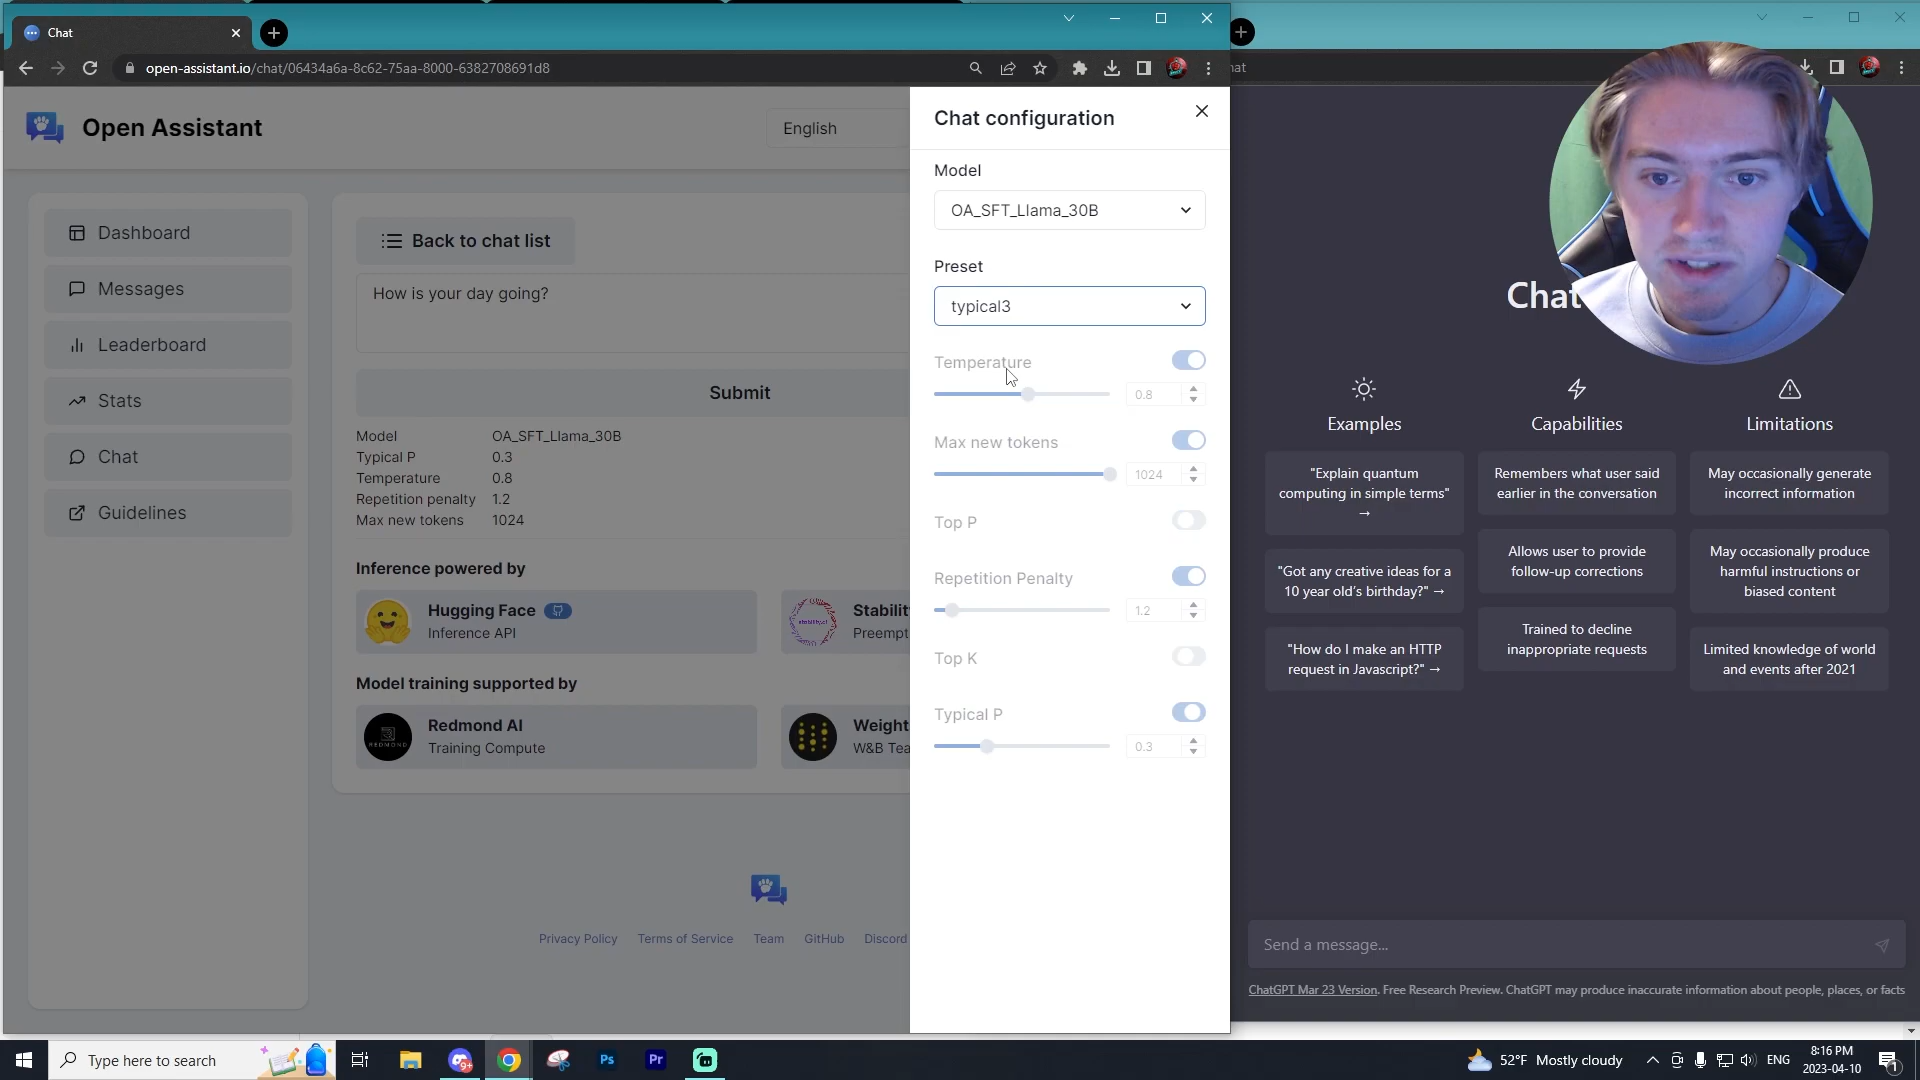 Chat
open-assistant.io/chat/06434a6a-8c62-75aa-8000-6382708691d8
Open Assistant
English
Dashboard
Messages
Leaderboard
Stats
Chat
Guidelines
Back to chat list
How is your day going?
Submit
Model OA_SFT_Llama_30B
Typical P 0.3
Temperature 0.8
Repetition penalty 1.2
Max new tokens 1024
Inference powered by
Hugging Face
Inference API
Model training supported by
Redmond AI
Training Compute
REDMOND
Privacy Policy Terms of Service Team GitHub Discord
Chat configuration
Model
OA_SFT_Llama_30B
Preset
typical3
Temperature
0.8
Max new tokens
1024
Top P
Repetition Penalty
1.2
Top K
Typical P
0.3
Chat
Examples
"Explain quantum
computing in simple terms"
→
"Got any creative ideas for a
10 year old's birthday?" →
"How do I make an HTTP
request in Javascript?" →
Capabilities
Remembers what user said
earlier in the conversation
Allows user to provide
follow-up corrections
Trained to decline
inappropriate requests
Limitations
May occasionally generate
incorrect information
May occasionally produce
harmful instructions or
biased content
Limited knowledge of world
and events after 2021
Send a message...
ChatGPT Mar 23 Version. Free Research Preview. ChatGPT may produce inaccurate information about people, places, or facts
Type here to search
9+
Ps
Pr
52°F Mostly cloudy
ENG
8:16 PM
2023-04-10
1